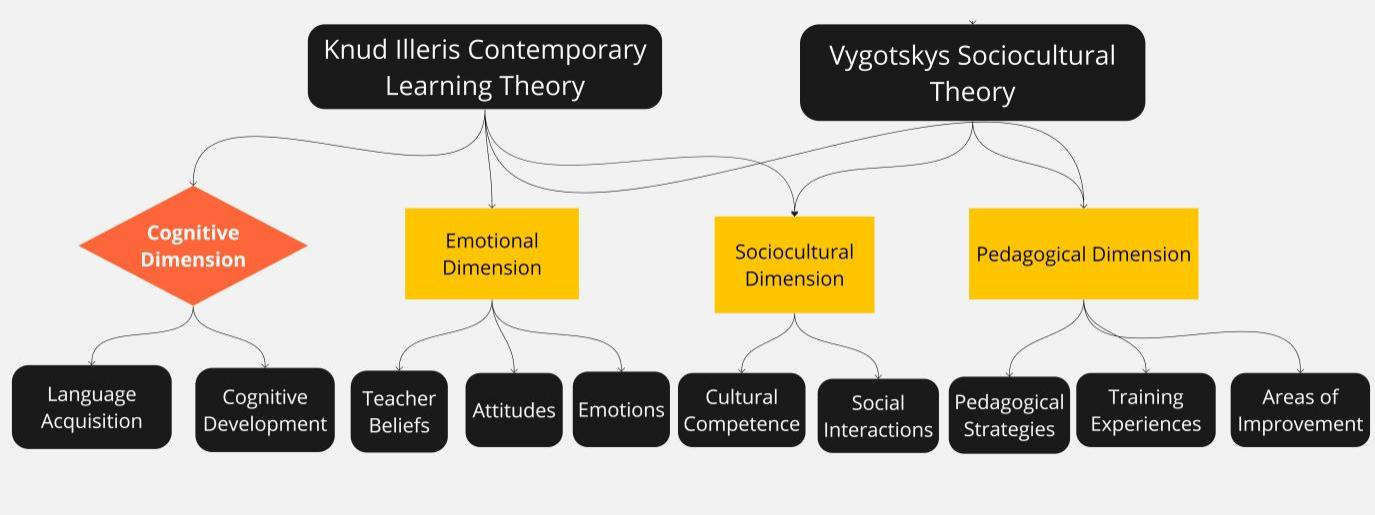 Knud Illeris Contemporary
Learning Theory
Vygotskys Sociocultural
Theory
Cognitive
Dimension
Emotional
Dimension
Sociocultural
Dimension
Pedagogical Dimension
Language
Acquisition
Cognitive
Development
Teacher
Beliefs
Attitudes
Emotions
Cultural
Competence
Social
Interactions
Pedagogical
Strategies
Training
Experiences
Areas of
Improvement